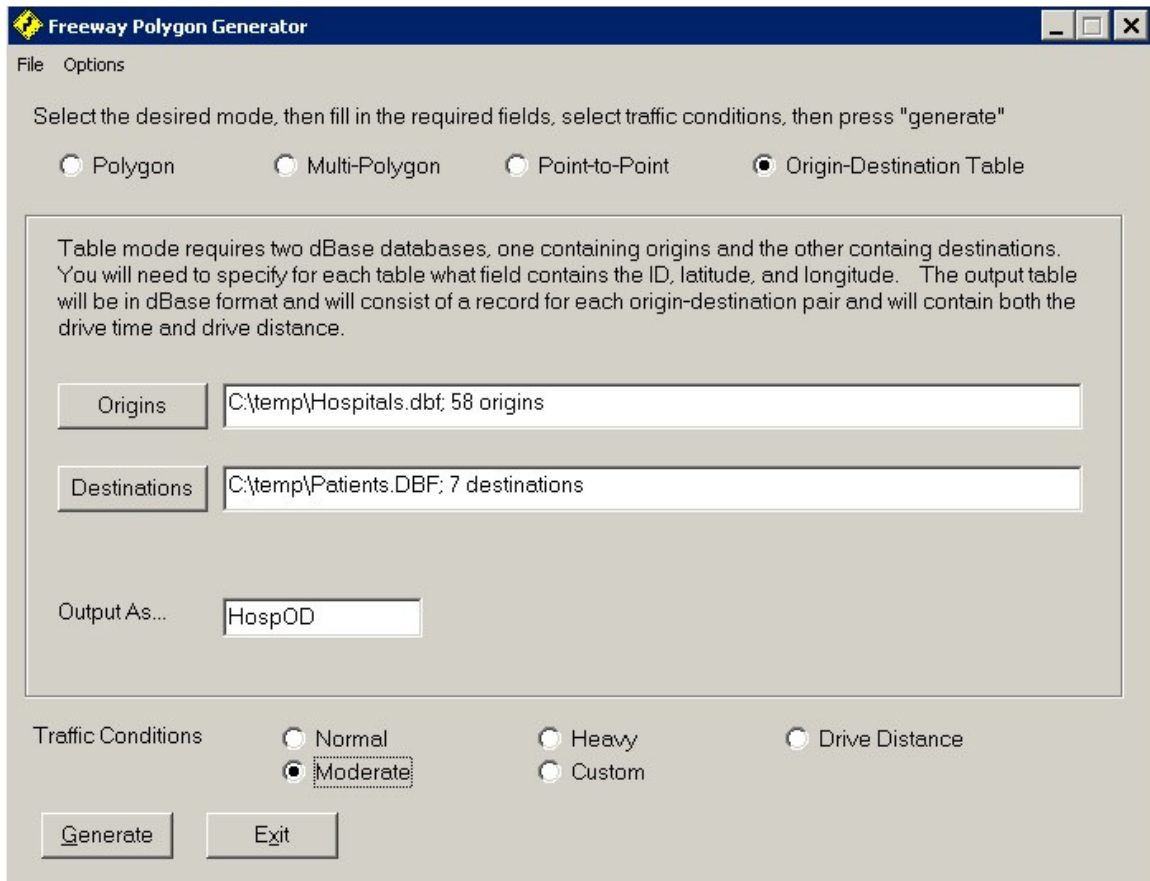 Freeway Polygon Generator
File Options
Select the desired mode, then fill in the required fields, select traffic conditions, then press "generate"
Polygon Multi-Polygon Point-to-Point Origin-Destination Table
Table mode requires two dBase databases, one containing origins and the other containg destinations.
You will need to specify for each table what field contains the ID, latitude, and longitude. The output table
will be in dBase format and will consist of a record for each origin-destination pair and will contain both the
drive time and drive distance.
Origins C:\temp\Hospitals.dbf; 58 origins
Destinations C:\temp\Patients.DBF; 7 destinations
Output As... HospOD
Traffic Conditions Normal Heavy Drive Distance
Moderate Custom
Generate Exit